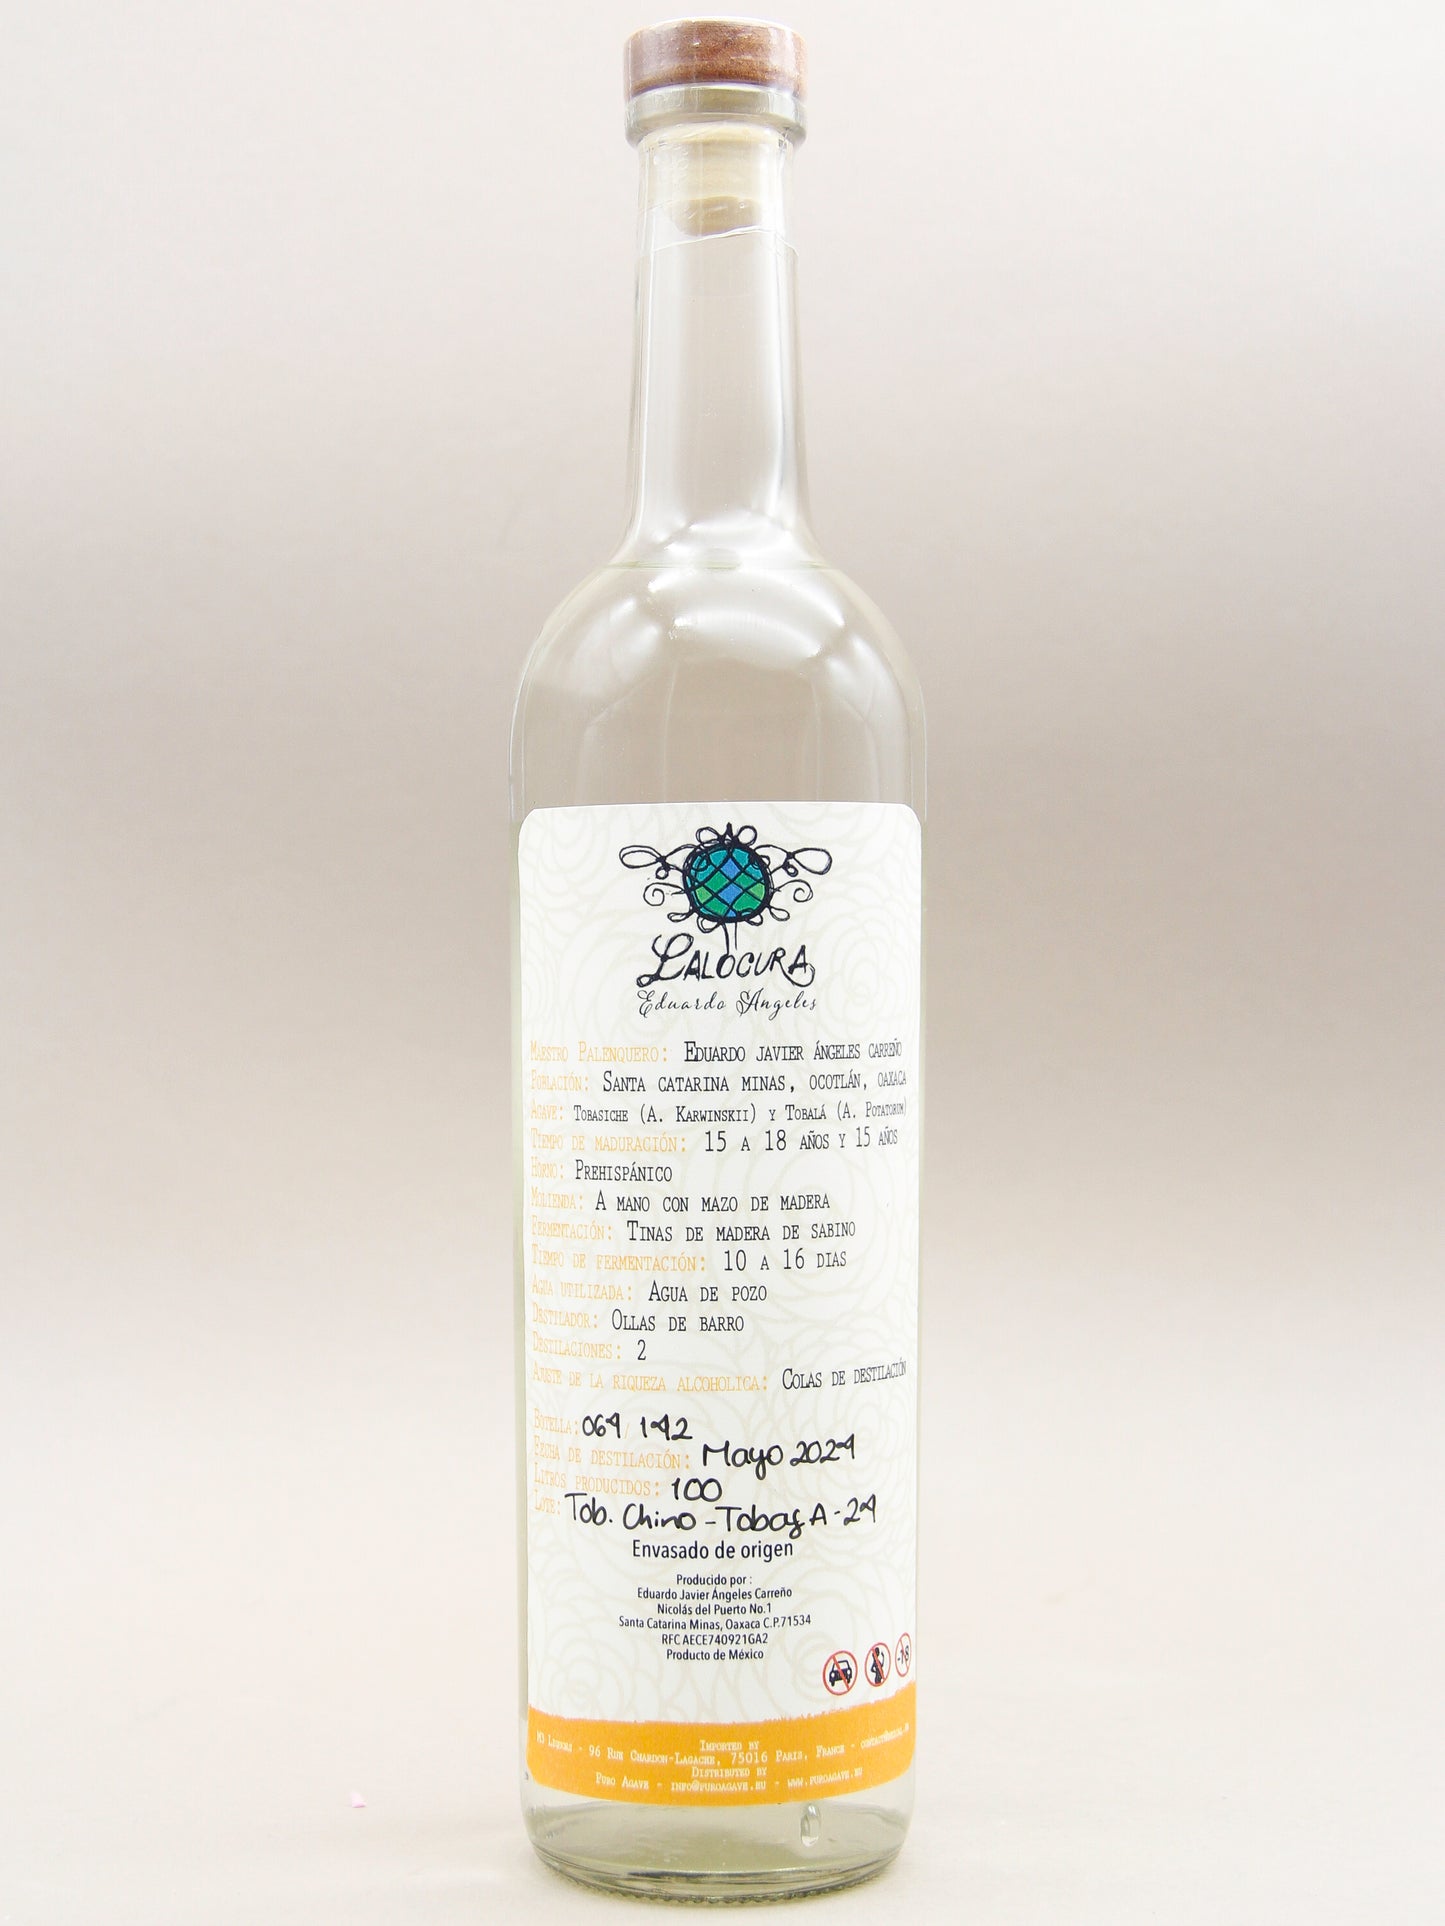 LALOCURA
Eduardo Ángeles
Maestro Palenquero: Eduardo Javier Ángeles Carreño
Población: Santa Catarina Minas, Ocotlán, Oaxaca
Agave: Tobasiche (A. Karwinskii) y Tobalá (A. Potatorum)
Tiempo de maduración: 15 a 18 años y 15 años
Horno: Prehispánico
Molienda: A mano con mazo de madera
Fermentación: Tinas de madera de sabino
Tiempo de fermentación: 10 a 16 dias
Agua utilizada: Agua de pozo
Destilador: Ollas de barro
Destilaciones: 2
Ajuste de la riqueza alcoholica: Colas de destilación
Botella: 064/142
Fecha de destilación: Mayo 2024
Litros producidos: 100
Lote: Tob. Chino - A-24
Envasado de origen
Producido por :
Eduardo Javier Ángeles Carreño
Nicolás del Puerto No.1
Santa Catarina Minas, Oaxaca C.P.71534
RFC AECE740921GA2
Producto de México
-18
Imported by
Liquors - 96 Rue Chardon-Lagache, 75016 Paris, France -
Distributed by
Puro Agave - info@puroagave.eu - www.puroagave.eu